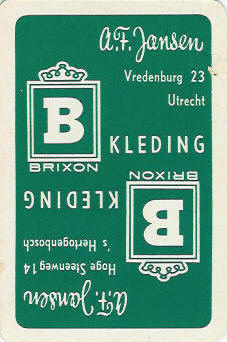 A.F. Jansen
Vredenburg 23
Utrecht
B
BRIXON
KLEDING
A.F. Jansen
Hoge Steenweg 14
's Hertogenbosch
B
BRIXON
KLEDING